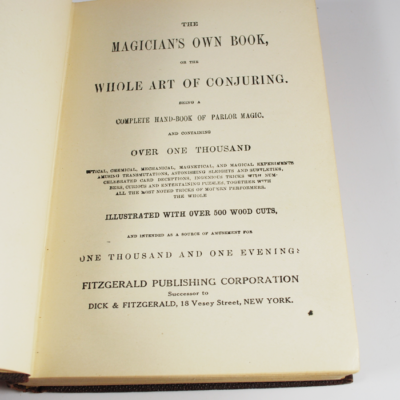 THE
MAGICIAN'S OWN BOOK,
OR THE
WHOLE ART OF CONJURING.
BEING A
COMPLETE HAND-BOOK OF PARLOR MAGIC,
AND CONTAINING
OVER ONE THOUSAND
OPTICAL, CHEMICAL, MECHANICAL, MAGNETICAL, AND MAGICAL EXPERIMENTS
AMUSING TRANSMUTATIONS, ASTONISHING SLEIGHTS AND SUBTLETIES,
CELEBRATED CARD DECEPTIONS, INGENIOUS TRICKS WITH NUM-
BERS, CURIOUS AND ENTERTAINING PUZZLES, TOGETHER WITH
ALL THE MOST NOTED TRICKS OF MODERN PERFORMERS.
THE WHOLE
ILLUSTRATED WITH OVER 500 WOOD CUTS,
AND INTENDED AS A SOURCE OF AMUSEMENT FOR
ONE THOUSAND AND ONE EVENINGS
FITZGERALD PUBLISHING CORPORATION
Successor to
DICK & FITZGERALD, 18 Vesey Street, NEW YORK.